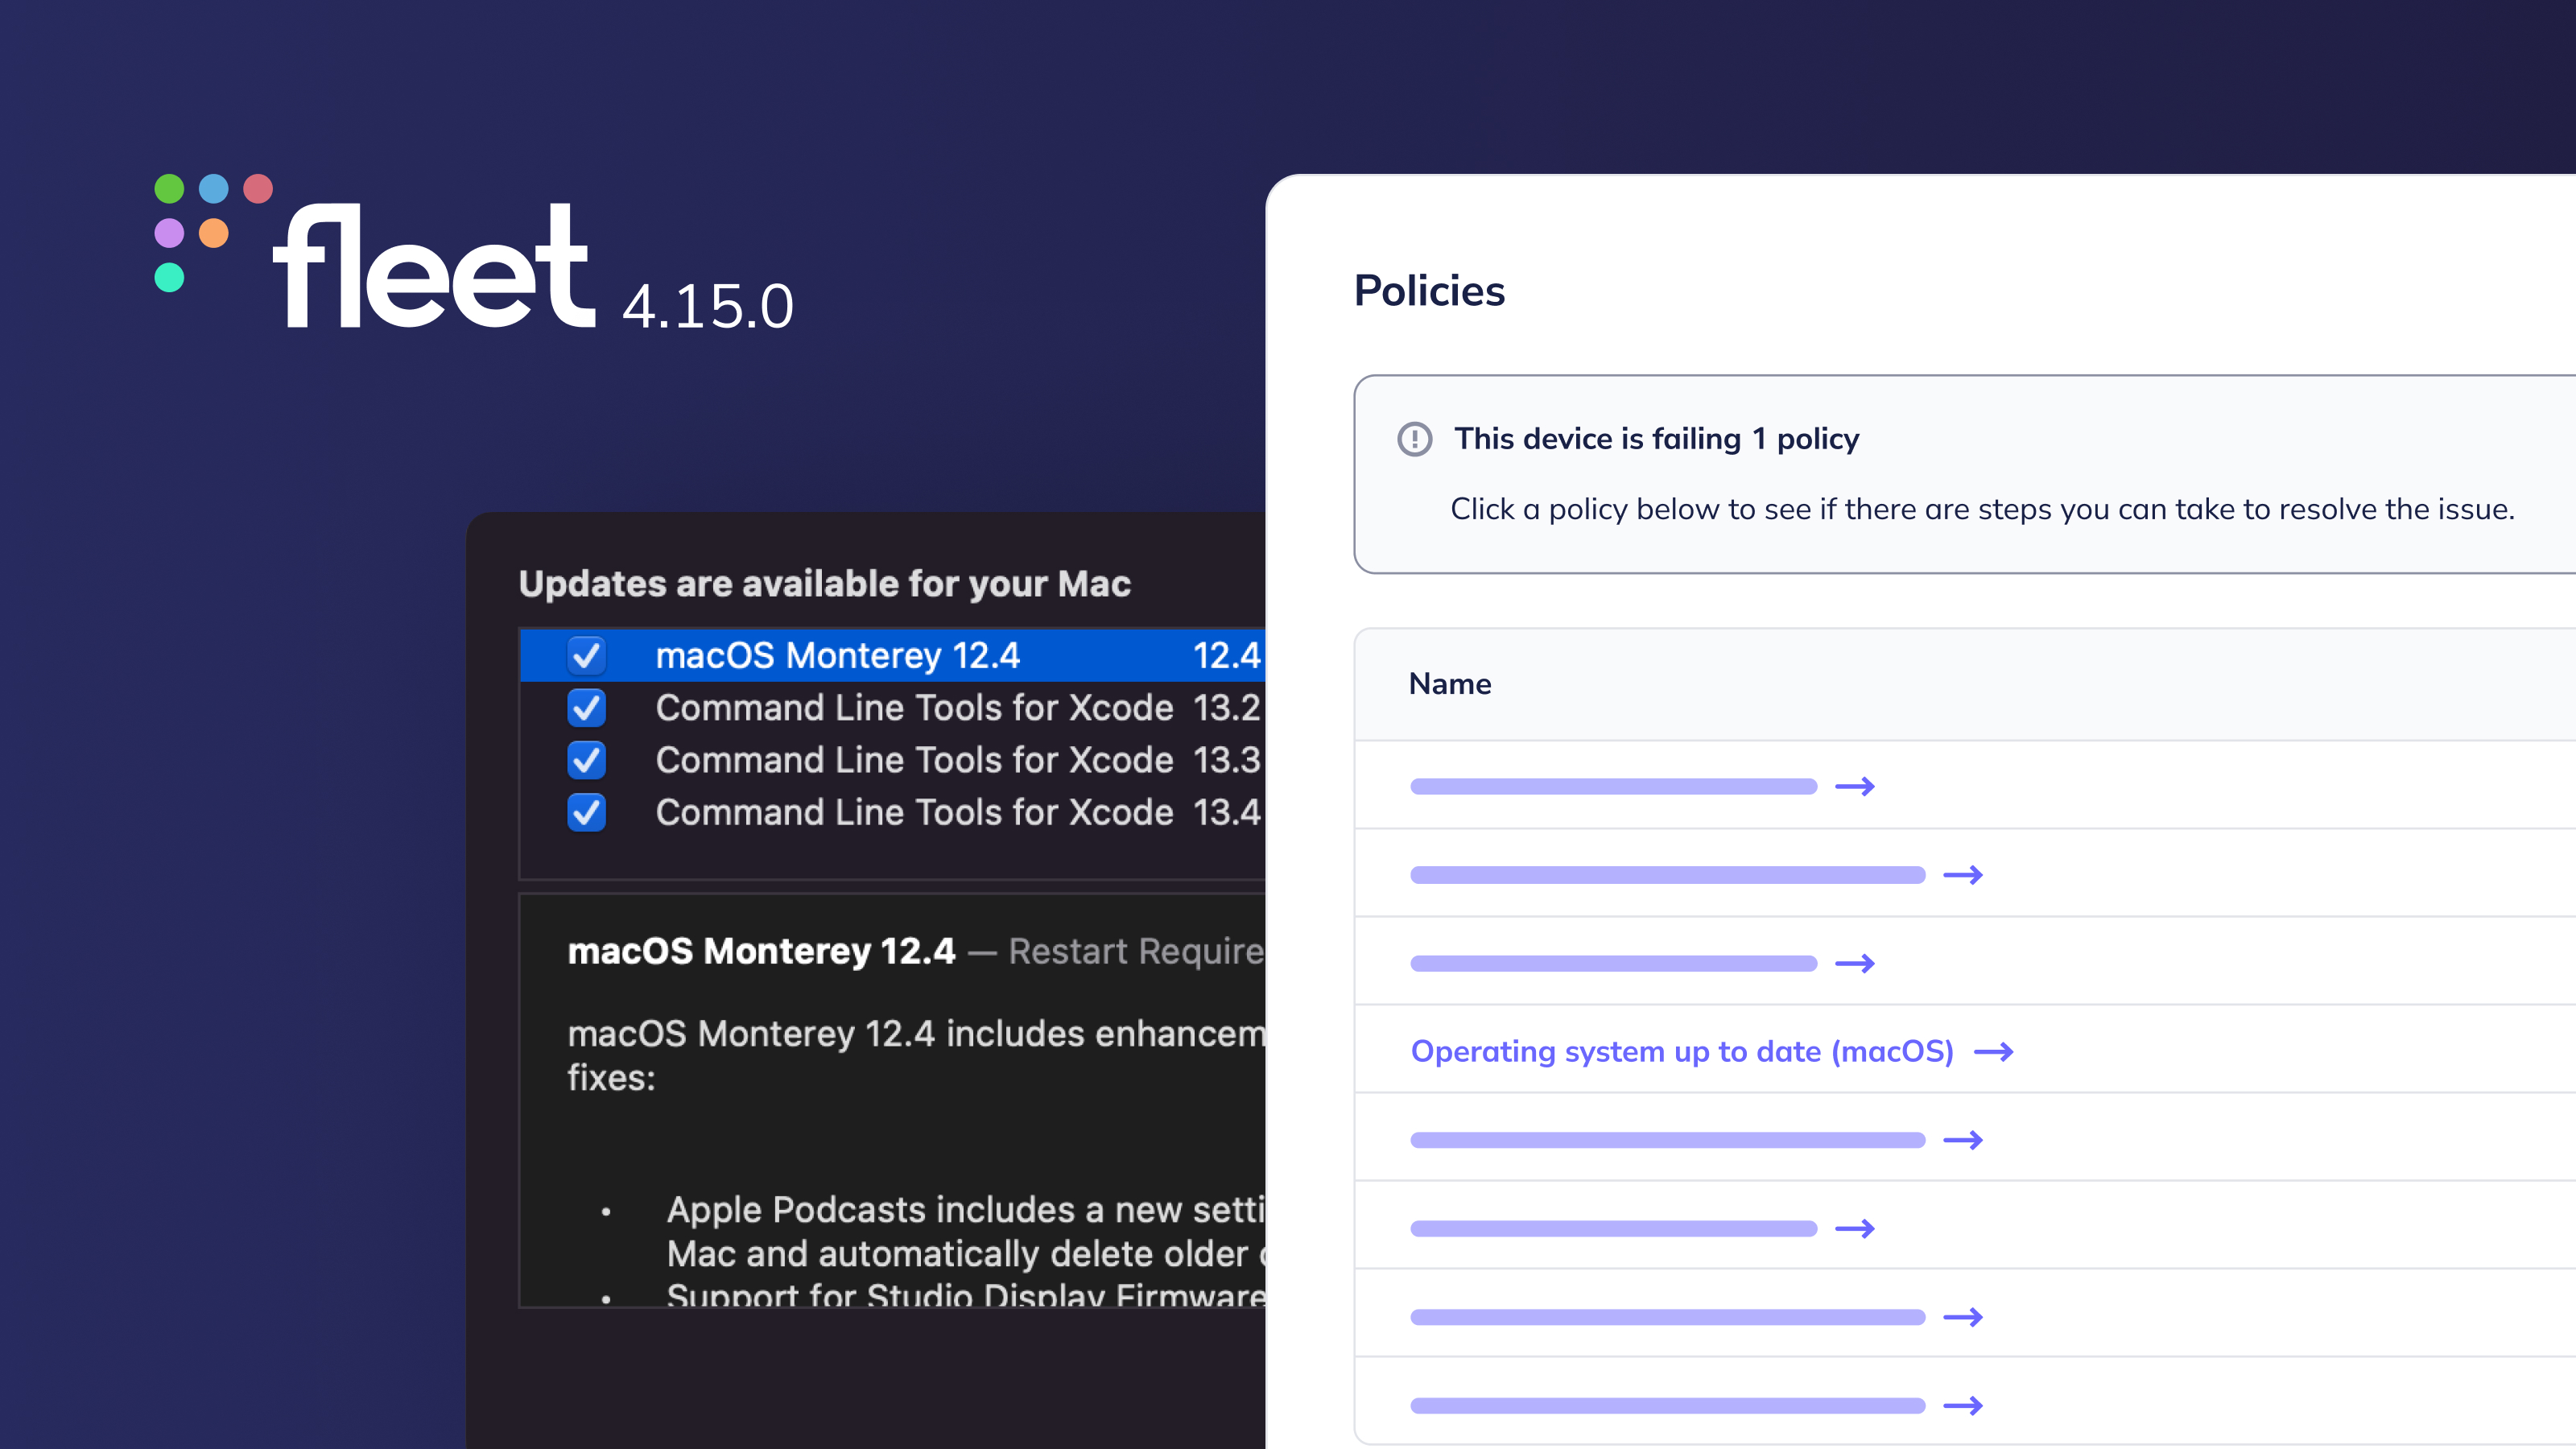 fleet 4.15.0
Updates are available for your Mac
macOS Monterey 12.4 12.4
Command Line Tools for Xcode 13.2
Command Line Tools for Xcode 13.3
Command Line Tools for Xcode 13.4
macOS Monterey 12.4 — Restart Require
macOS Monterey 12.4 includes enhancem
fixes:
• Apple Podcasts includes a new setti
Mac and automatically delete older
• Support for Studio Display Firmware
Policies
This device is failing 1 policy
Click a policy below to see if there are steps you can take to resolve the issue.
Name
Operating system up to date (macOS)